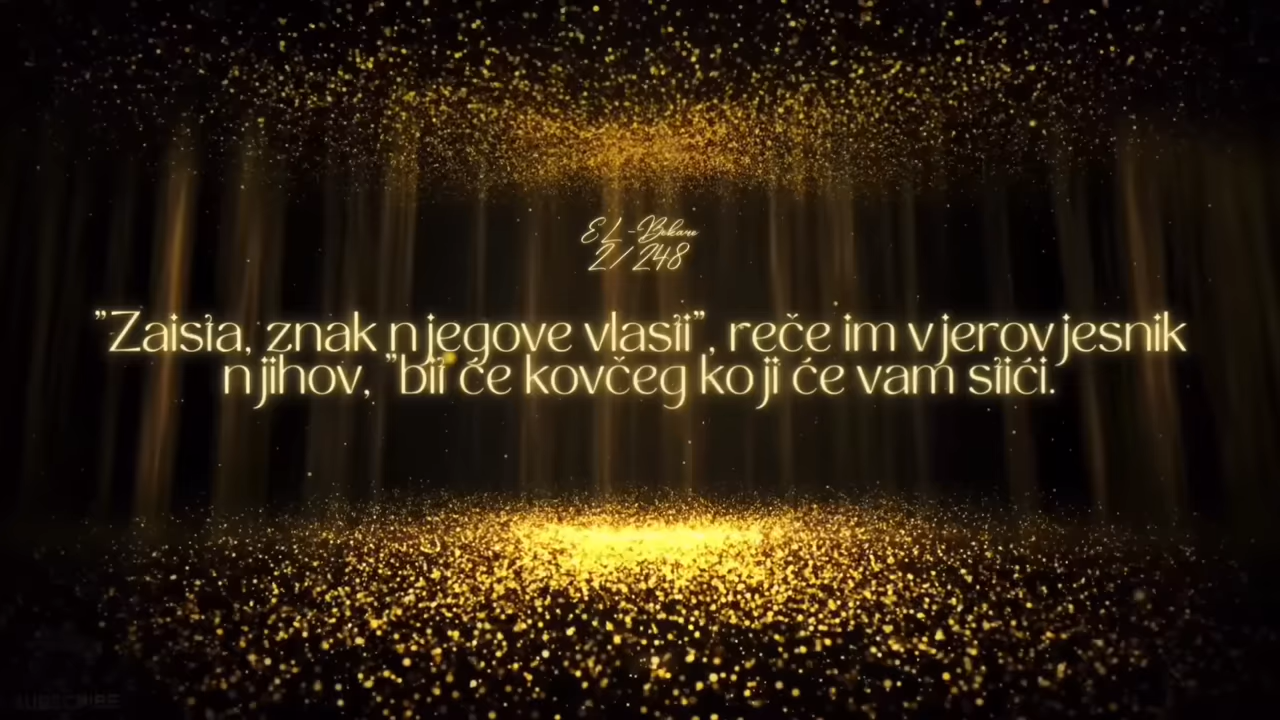 El-Bekare
2/248
"Zaista, znak njegove vlasti", reče im vjerovjesnik
njihov, "bit će kovčeg koji će vam stići.
SUBSCRIBE